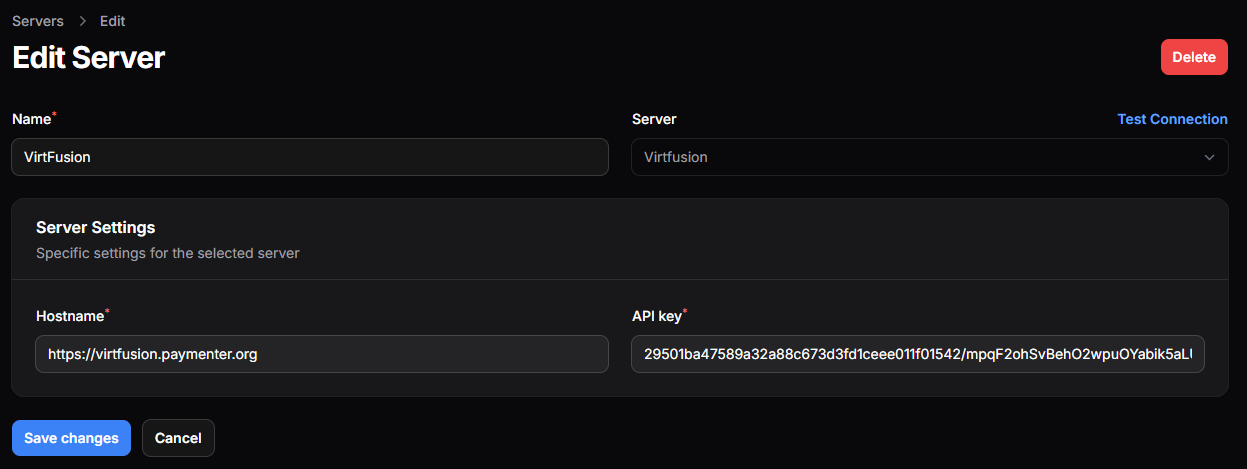 Servers > Edit
Edit Server
Delete
Name*
Server
Test Connection
VirtFusion
Virtfusion
Server Settings
Specific settings for the selected server
Hostname*
API key*
https://virtfusion.paymenter.org
29501ba47589a32a88c673d3fd1ceee011f01542/mpqF2ohSvBehO2wpuOYabik5aL
Save changes
Cancel